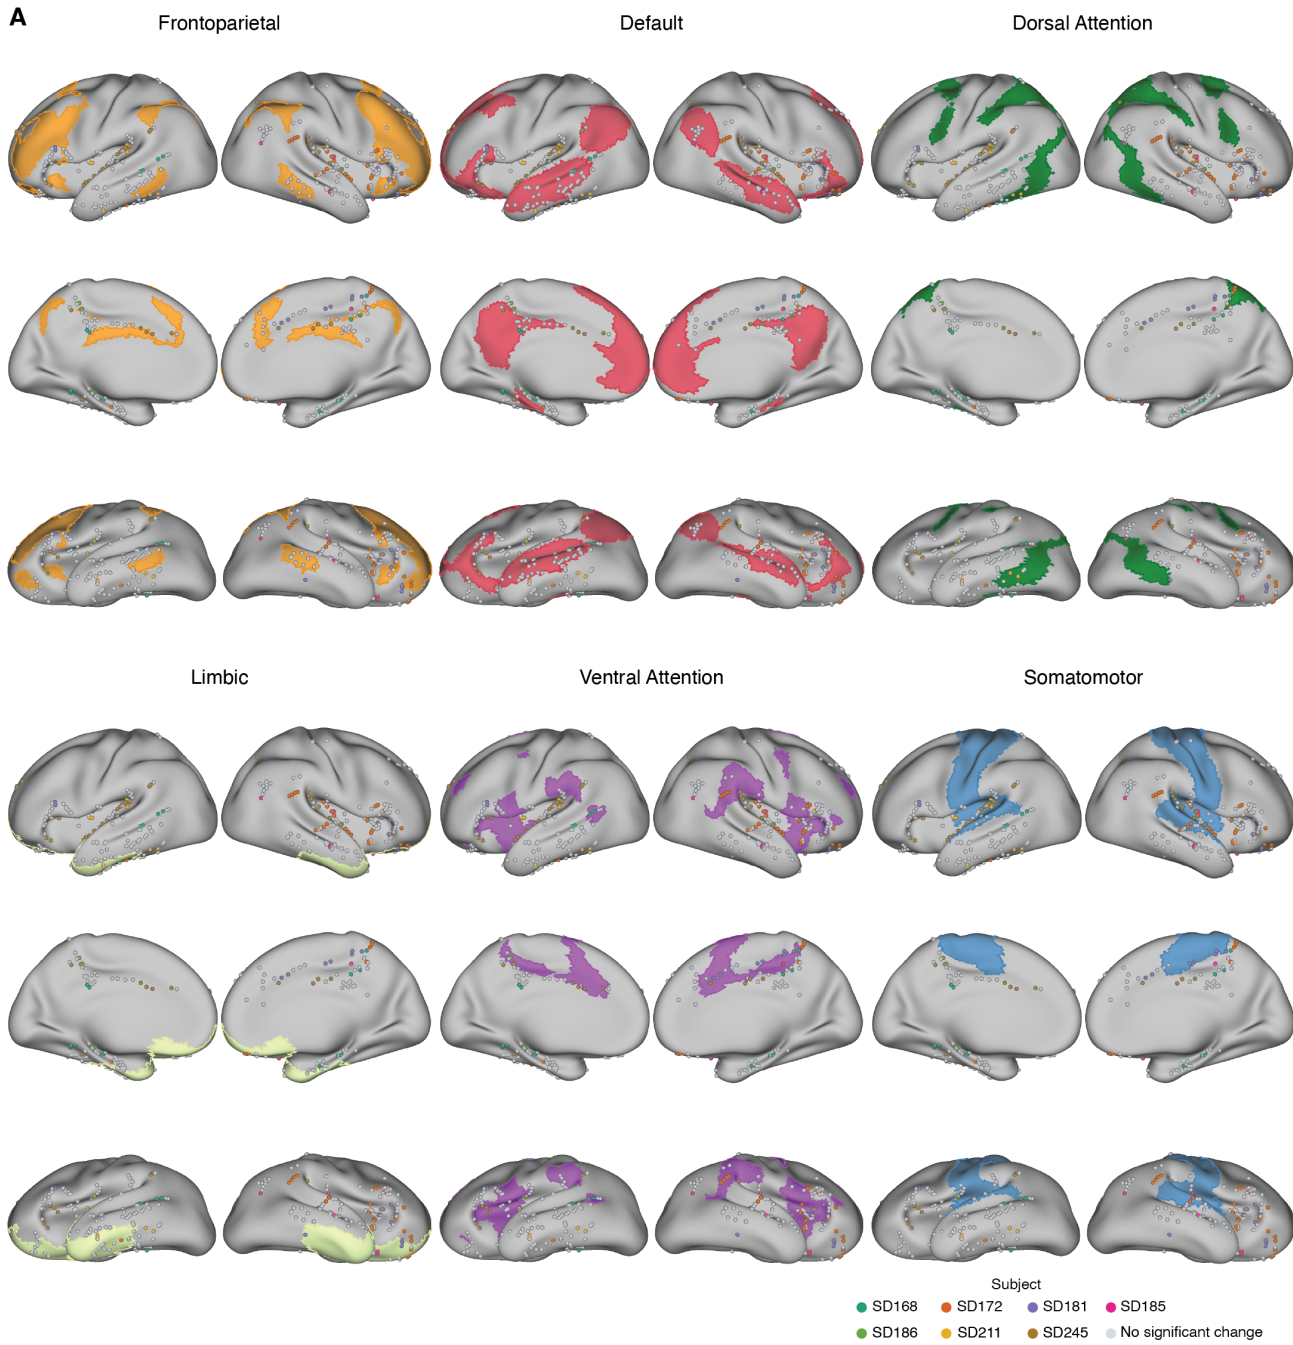 A
Frontoparietal
Default
Dorsal Attention
Limbic
Ventral Attention
Somatomotor
Subject
SD168 SD172 SD181 SD185
SD186 SD211 SD245 No significant change